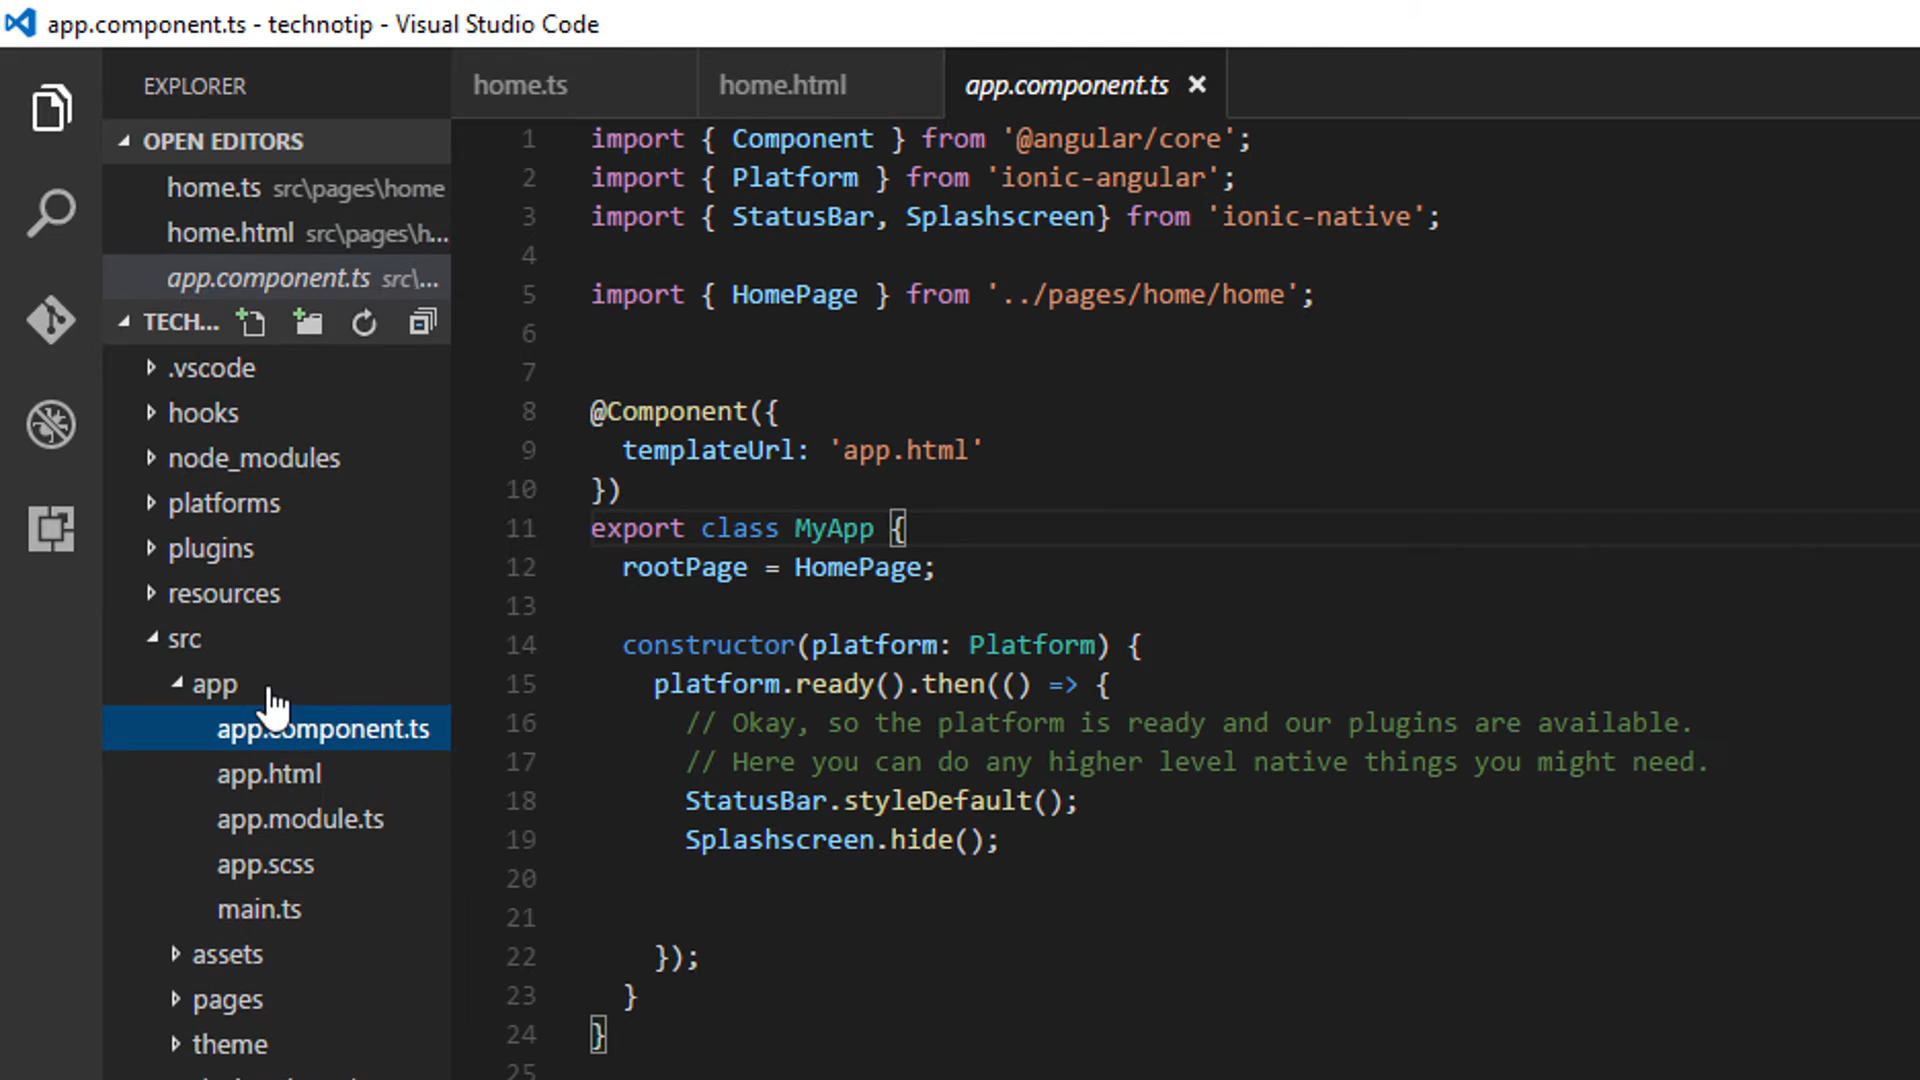 app.component.ts - technotip - Visual Studio Code
EXPLORER
OPEN EDITORS
home.ts src\pages\home
home.html src\pages\h...
app.component.ts src\...
TECH...
.vscode
hooks
node_modules
platforms
plugins
resources
src
app
app.component.ts
app.html
app.module.ts
app.scss
main.ts
assets
pages
theme
home.ts home.html app.component.ts
1 import { Component } from '@angular/core';
2 import { Platform } from 'ionic-angular';
3 import { StatusBar, Splashscreen} from 'ionic-native';
4
5 import { HomePage } from '../pages/home/home';
6
7
8 @Component({
9 templateUrl: 'app.html'
10 })
11 export class MyApp {
12 rootPage = HomePage;
13
14 constructor(platform: Platform) {
15 platform.ready().then(() => {
16 // Okay, so the platform is ready and our plugins are available.
17 // Here you can do any higher level native things you might need.
18 StatusBar.styleDefault();
19 Splashscreen.hide();
20
21
22 });
23 }
24 }
25